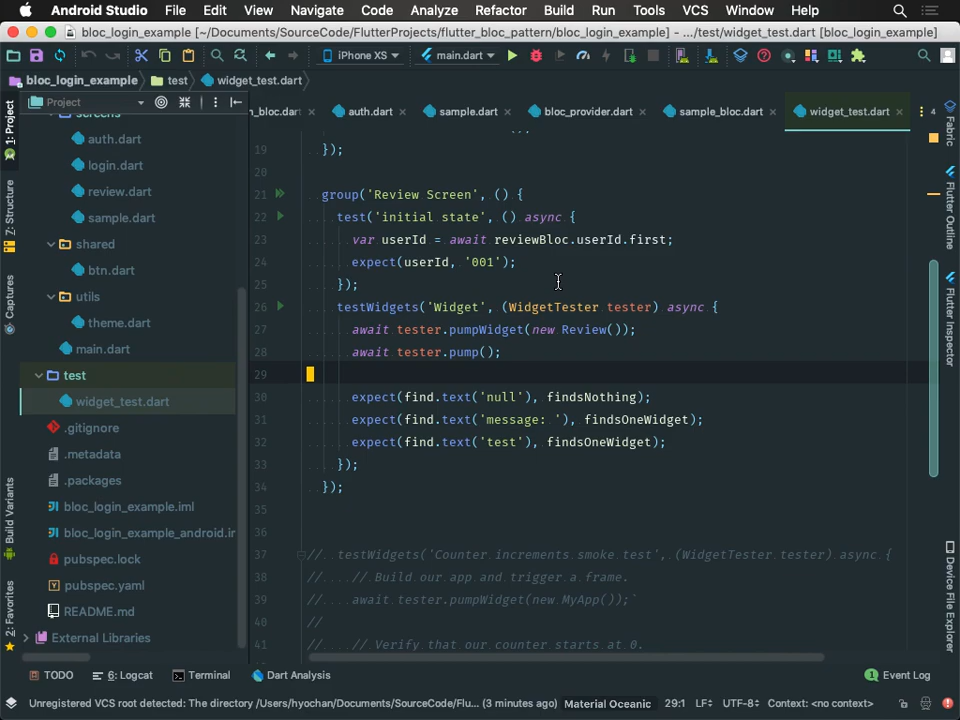 Android Studio File Edit View Navigate Code Analyze Refactor Build Run Tools VCS Window Help
bloc_login_example [~/Documents/SourceCode/FlutterProjects/flutter_bloc_pattern/bloc_login_example] - .../test/widget_test.dart [bloc_login_example]
iPhone XS main.dart
bloc_login_example test widget_test.dart
Project
n_bloc.dart auth.dart sample.dart bloc_provider.dart sample_bloc.dart widget_test.dart 4
1: Project
Z: Structure
Captures
Build Variants
2: Favorites
screens
auth.dart
login.dart
review.dart
sample.dart
shared
btn.dart
utils
theme.dart
main.dart
test
widget_test.dart
.gitignore
.metadata
.packages
bloc_login_example.iml
bloc_login_example_android.ir
pubspec.lock
pubspec.yaml
README.md
External Libraries
19 });
20
21 group('Review Screen', () {
22 test('initial state', () async {
23 var userId = await reviewBloc.userId.first;
24 expect(userId, '001');
25 });
26 testWidgets('Widget', (WidgetTester tester) async {
27 await tester.pumpWidget(new Review());
28 await tester.pump();
29
30 expect(find.text('null'), findsNothing);
31 expect(find.text('message: '), findsOneWidget);
32 expect(find.text('test'), findsOneWidget);
33 });
34 });
35
36
37 // testWidgets('Counter increments smoke test', (WidgetTester tester) async {
38 // // Build our app and trigger a frame.
39 // await tester.pumpWidget(new MyApp());`
40 //
41 // // Verify that our counter starts at 0.
Fabric
Flutter Outline
Flutter Inspector
Device File Explorer
TODO 6: Logcat Terminal Dart Analysis 1 Event Log
Unregistered VCS root detected: The directory /Users/hyochan/Documents/SourceCode/Flu... (3 minutes ago) Material Oceanic 29:1 LF UTF-8 Context: <no context>